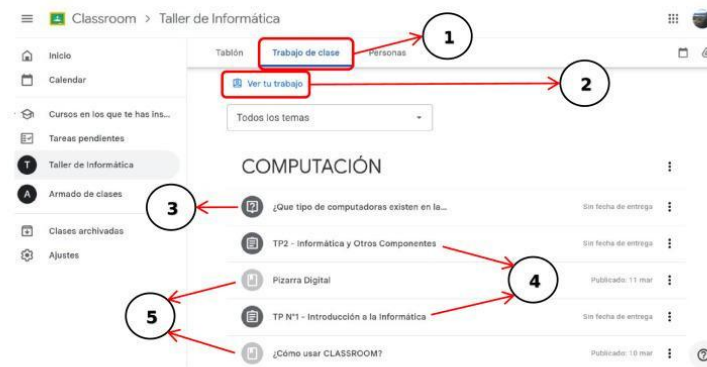 Classroom > Taller de Informática
Tablón Trabajo de clase Personas
1
Inicio
Calendar
Cursos en los que te has ins...
Tareas pendientes
T Taller de Informática
A Armado de clases
Clases archivadas
Ajustes
Ver tu trabajo
2
Todos los temas
COMPUTACIÓN
3
¿Que tipo de computadoras existen en la... Sin fecha de entrega
TP2 - Informática y Otros Componentes Sin fecha de entrega
4
Pizarra Digital Publicado: 11 mar
5
TP N°1 - Introducción a la Informática Sin fecha de entrega
¿Cómo usar CLASSROOM? Publicado: 10 mar